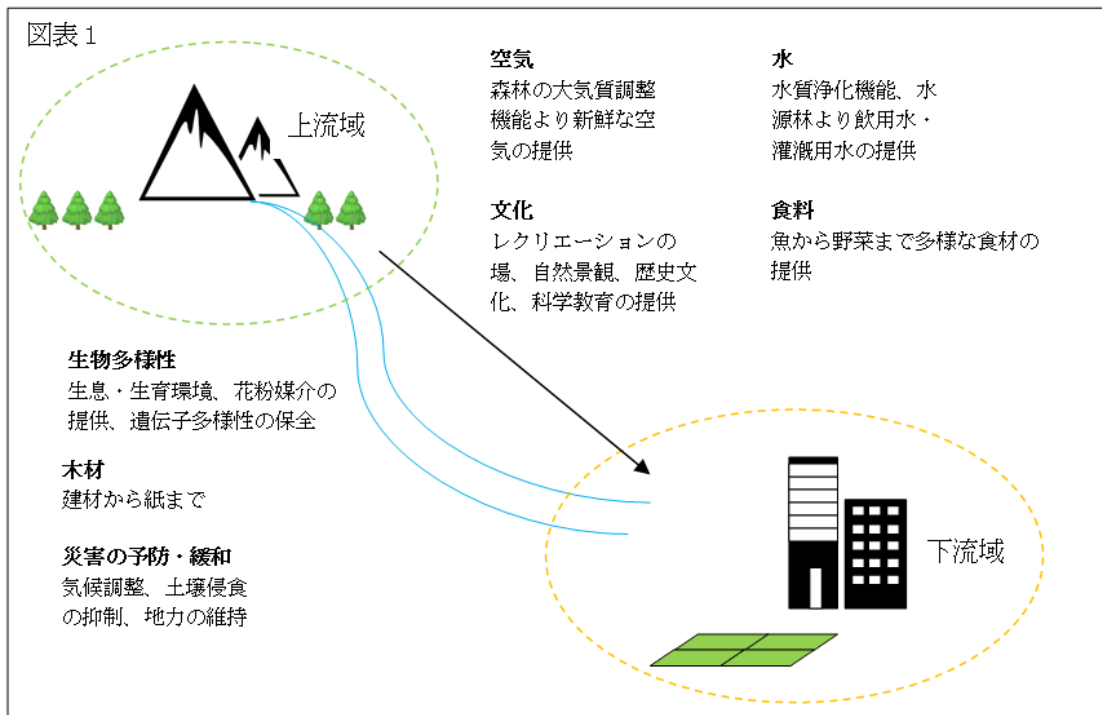 図表1
上流域
空気
森林の大気質調整
機能より新鮮な空
気の提供
水
水質浄化機能、水
源林より飲用水・
灌漑用水の提供
文化
レクリエーションの
場、自然景観、歴史文
化、科学教育の提供
食料
魚から野菜まで多様な食材の
提供
生物多様性
生息・生育環境、花粉媒介の
提供、遺伝子多様性の保全
木材
建材から紙まで
災害の予防・緩和
気候調整、土壌侵食
の抑制、地力の維持
下流域